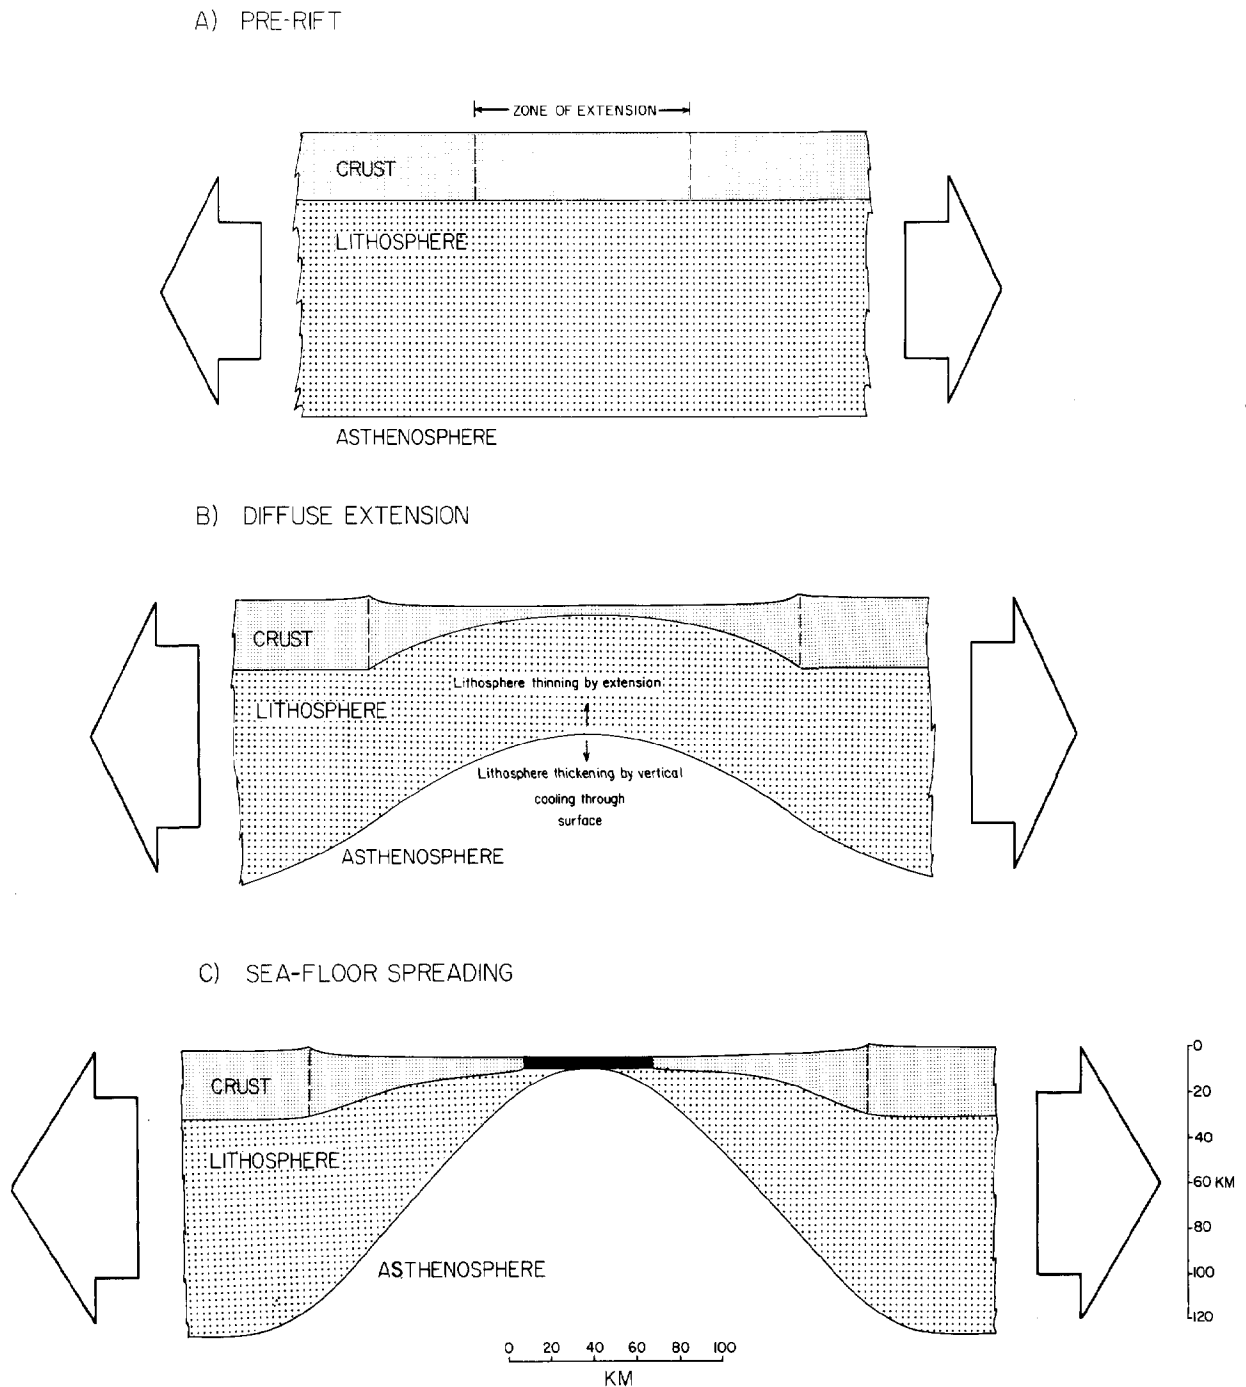 A) PRE-RIFT
ZONE OF EXTENSION
CRUST
LITHOSPHERE
ASTHENOSPHERE
B) DIFFUSE EXTENSION
CRUST
Lithosphere thinning by extension
LITHOSPHERE
Lithosphere thickening by vertical
cooling through
surface
ASTHENOSPHERE
C) SEA-FLOOR SPREADING
0
CRUST
20
40
LITHOSPHERE
60 KM
80
ASTHENOSPHERE
100
120
0 20 40 60 80 100
KM